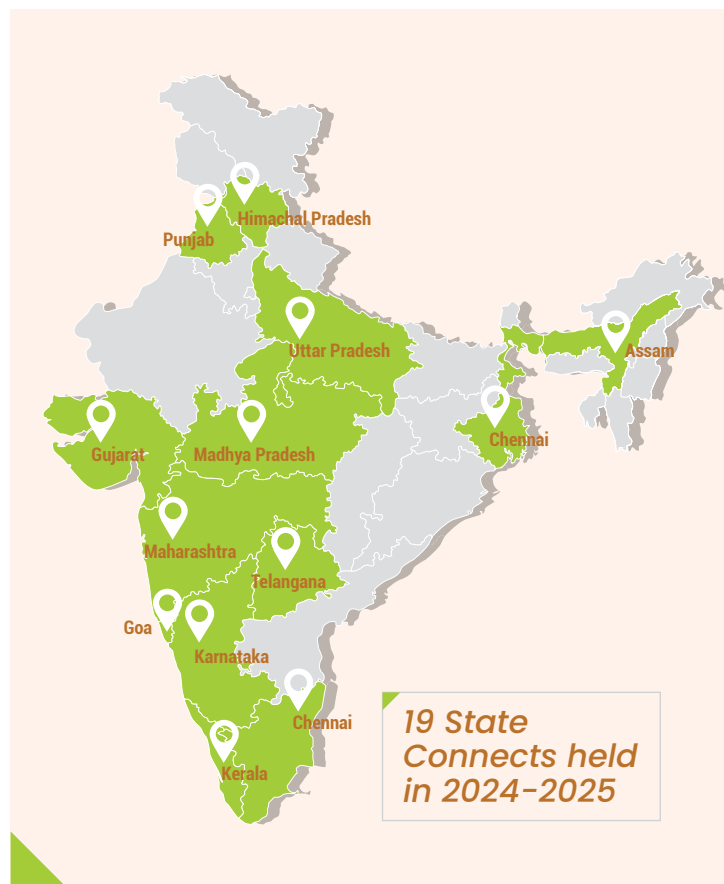 Himachal Pradesh
Punjab
Uttar Pradesh
Assam
Chennai
Gujarat
Madhya Pradesh
Maharashtra
Telangana
Goa
Karnataka
Chennai
Kerala
19 State
Connects held
in 2024-2025